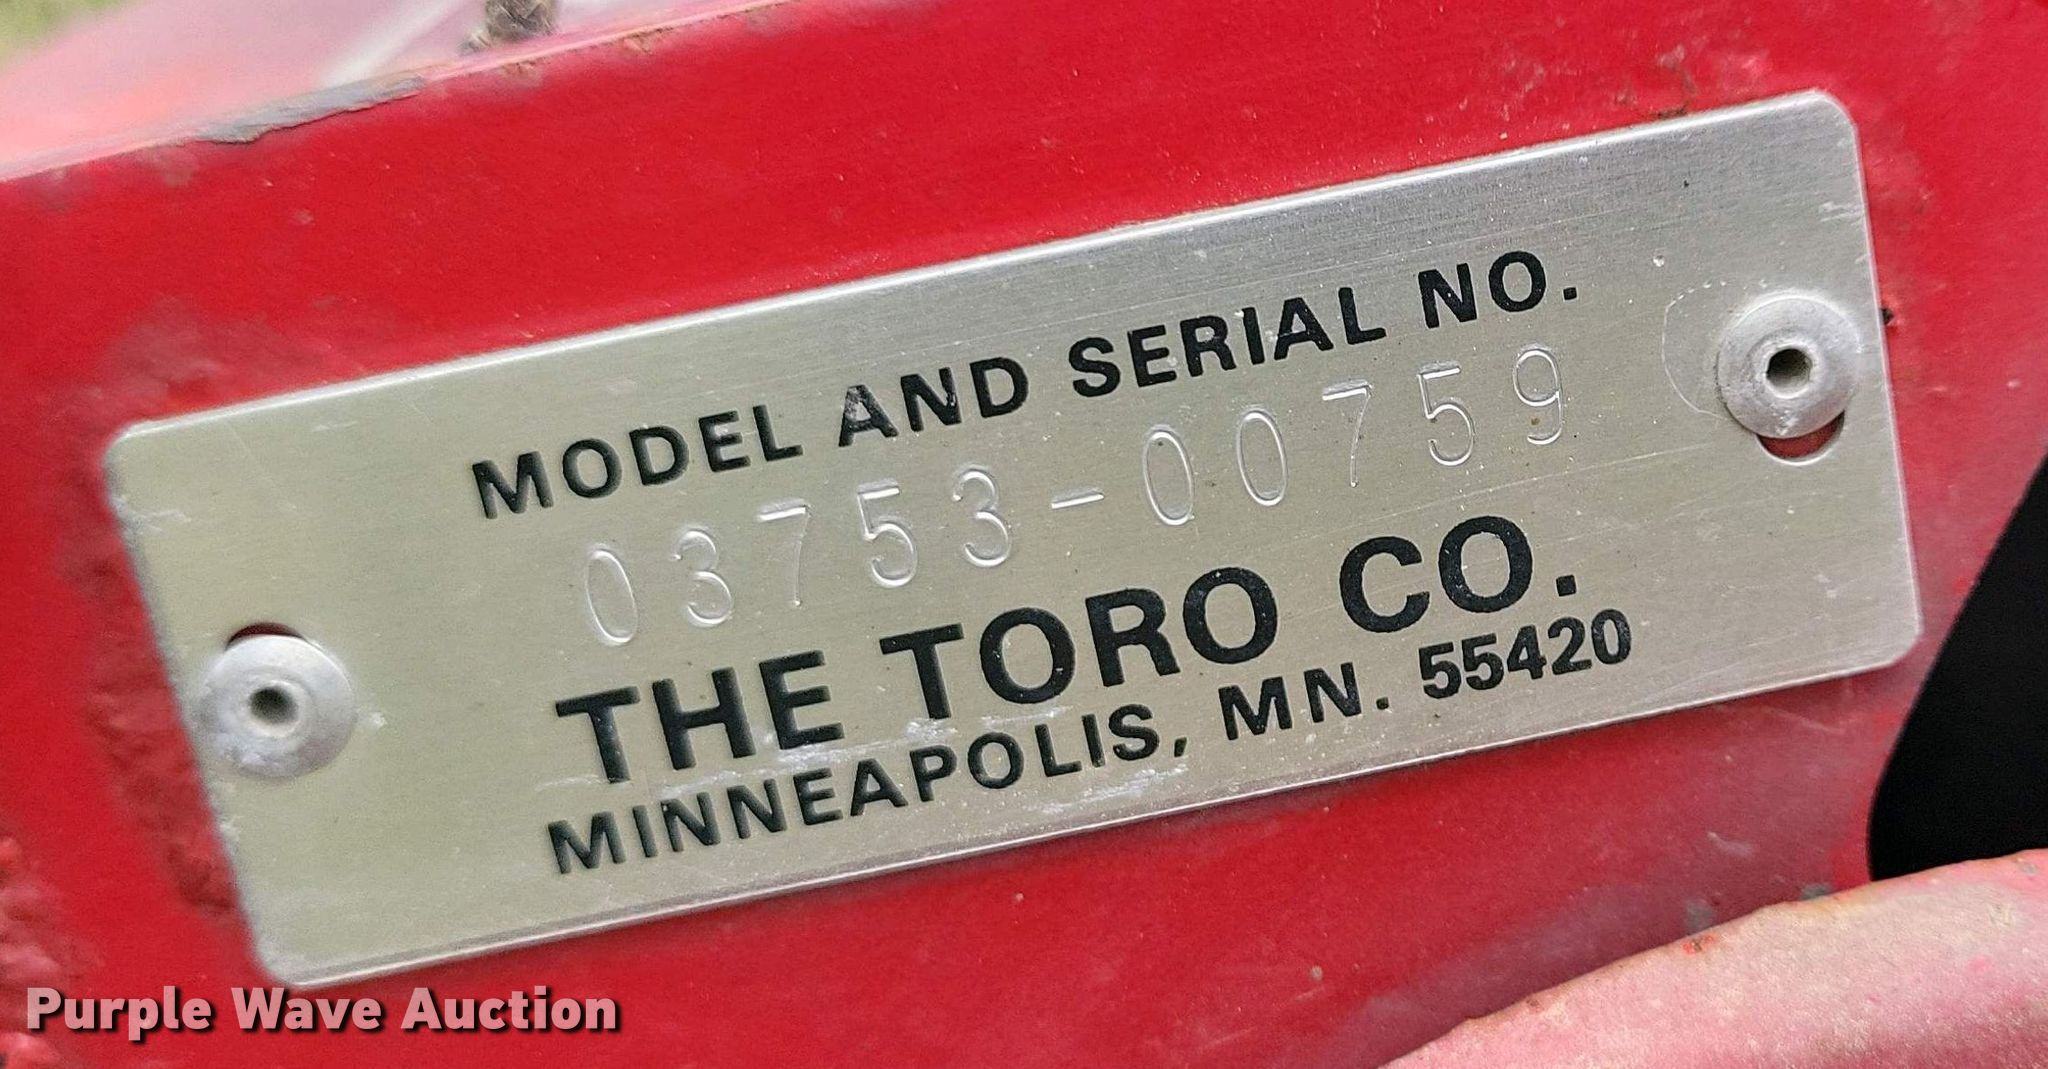 MODEL AND SERIAL NO.
03753-00759
THE TORO CO.
MINNEAPOLIS, MN. 55420
Purple Wave Auction